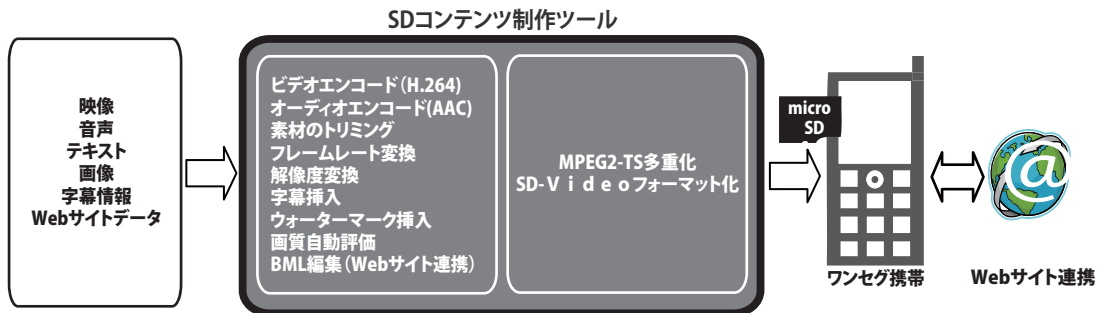 SDコンテンツ制作ツール
映像
音声
テキスト
画像
字幕情報
Webサイトデータ
ビデオエンコード(H.264)
オーディオエンコード(AAC)
素材のトリミング
フレームレート変換
解像度変換
字幕挿入
ウォーターマーク挿入
画質自動評価
BML編集(Webサイト連携)
MPEG2-TS多重化
SD-Ｖｉｄｅｏフォーマット化
micro
SD
@
ワンセグ携帯
Webサイト連携